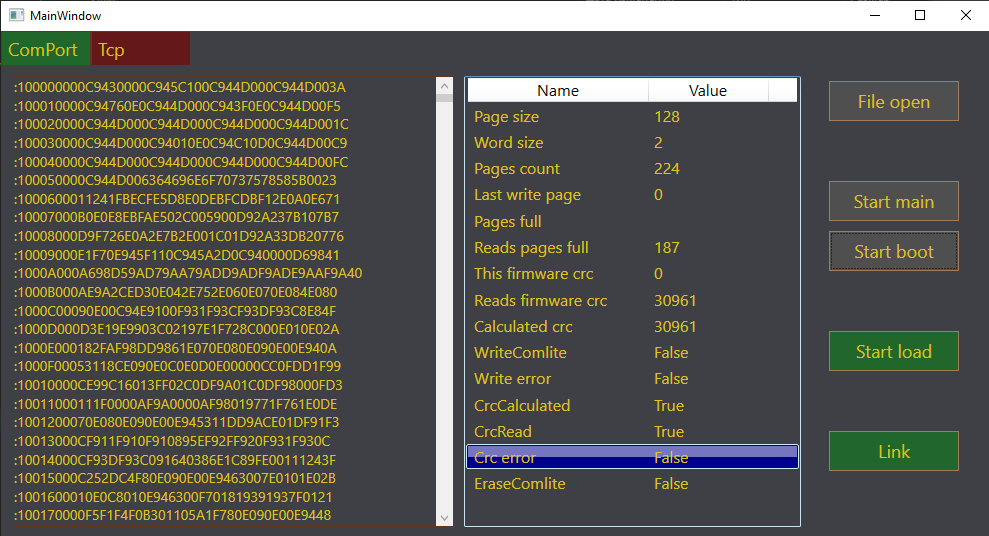 MainWindow
ComPort Tcp
:100000000C9430000C945C100C944D000C944D003A
:100010000C94760E0C944D000C943F0E0C944D00F5
:100020000C944D000C944D000C944D000C944D001C
:100030000C944D000C94010E0C94C10D0C944D00C9
:100040000C944D000C944D000C944D000C944D00FC
:100050000C944D006364696E6F70737578585B0023
:1000600011241FBECFE5D8E0DEBFCDBF12E0A0E671
:10007000B0E0E8EBFAE502C005900D92A237B107B7
:10008000D9F726E0A2E7B2E001C01D92A33DB20776
:10009000E1F70E945F110C945A2D0C940000D69841
:1000A000A698D59AD79AA79ADD9ADF9ADE9AAF9A40
:1000B000AE9A2CED30E042E752E060E070E084E080
:1000C00090E00C94E9100F931F93CF93DF93C8E84F
:1000D000D3E19E9903C02197E1F728C000E010E02A
:1000E000182FAF98DD9861E070E080E090E00E940A
:1000F00053118CE090E0C0E0D0E00000CC0FDD1F99
:10010000CE99C16013FF02C0DF9A01C0DF98000FD3
:10011000111F0000AF9A0000AF98019771F761E0DE
:1001200070E080E090E00E945311DD9ACE01DF91F3
:10013000CF911F910F910895EF92FF920F931F930C
:10014000CF93DF93C091640386E1C89FE00111243F
:10015000C252DC4F80E090E00E9463007E0101E02B
:1001600010E0C8010E946300F701819391937F0121
:100170000F5F1F4F0B301105A1F780E090E00E9448
Name Value
Page size 128
Word size 2
Pages count 224
Last write page 0
Pages full
Reads pages full 187
This firmware crc 0
Reads firmware crc 30961
Calculated crc 30961
WriteComlite False
Write error False
CrcCalculated True
CrcRead True
Crc error False
EraseComlite False
File open
Start main
Start boot
Start load
Link